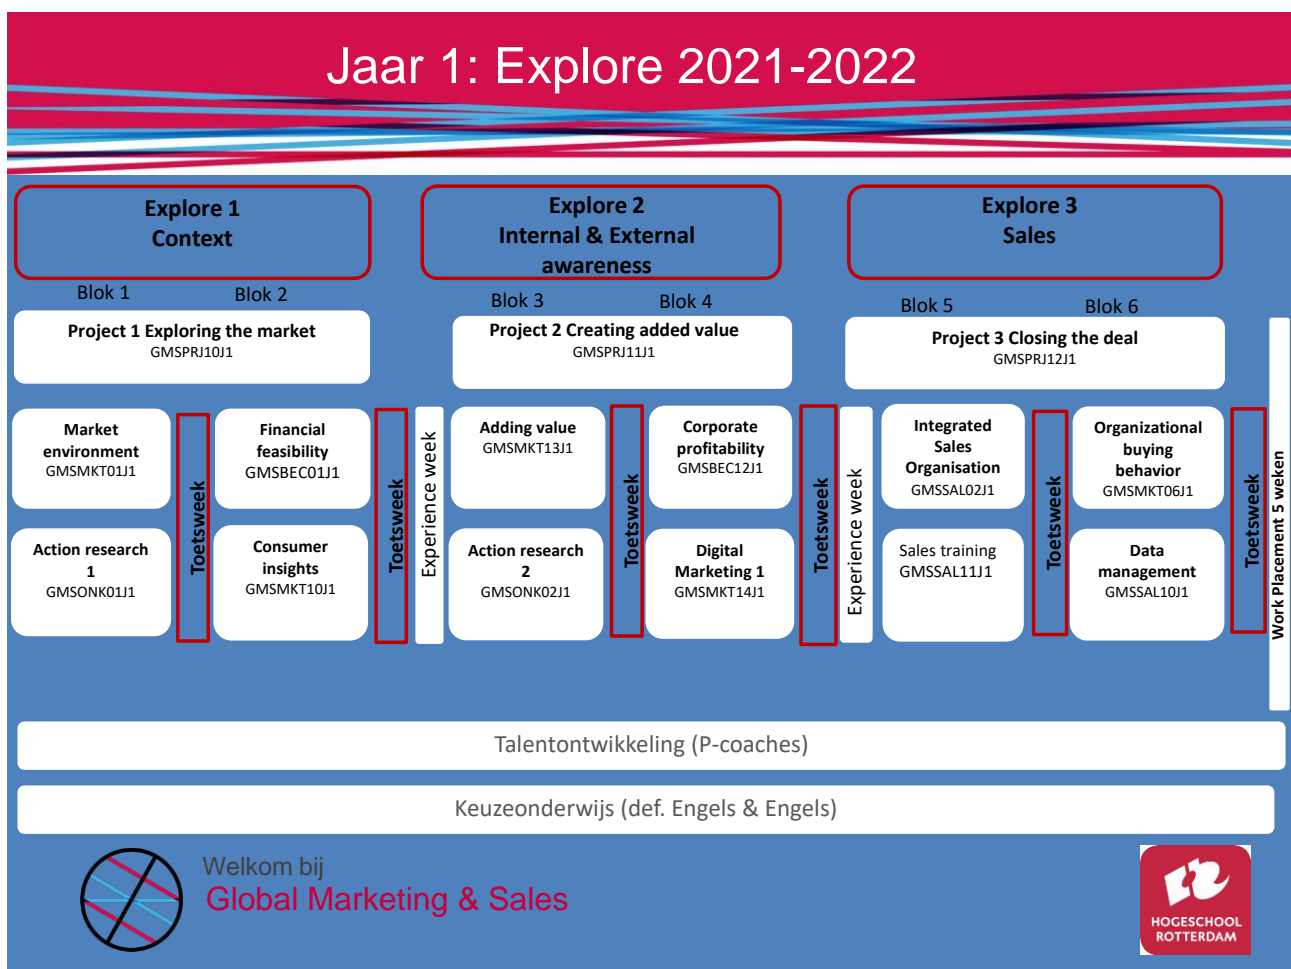 Jaar 1: Explore 2021-2022
Explore 1
Context
Explore 2
Internal & External
awareness
Explore 3
Sales
Blok 1
Blok 2
Blok 3
Blok 4
Blok 5
Blok 6
Project 1 Exploring the market
GMSPRJ10J1
Project 2 Creating added value
GMSPRJ11J1
Project 3 Closing the deal
GMSPRJ12J1
Market
environment
GMSMKT01J1
Action research
1
GMSONK01J1
Toetsweek
Financial
feasibility
GMSBEC01J1
Consumer
insights
GMSMKT10J1
Toetsweek
Experience week
Adding value
GMSMKT13J1
Action research
2
GMSONK02J1
Toetsweek
Corporate
profitability
GMSBEC12J1
Digital
Marketing 1
GMSMKT14J1
Toetsweek
Experience week
Integrated
Sales
Organisation
GMSSAL02J1
Sales training
GMSSAL11J1
Toetsweek
Organizational
buying
behavior
GMSMKT06J1
Data
management
GMSSAL10J1
Toetsweek
Work Placement 5 weken
Talentontwikkeling (P-coaches)
Keuzeonderwijs (def. Engels & Engels)
Welkom bij
Global Marketing & Sales
HOGESCHOOL
ROTTERDAM